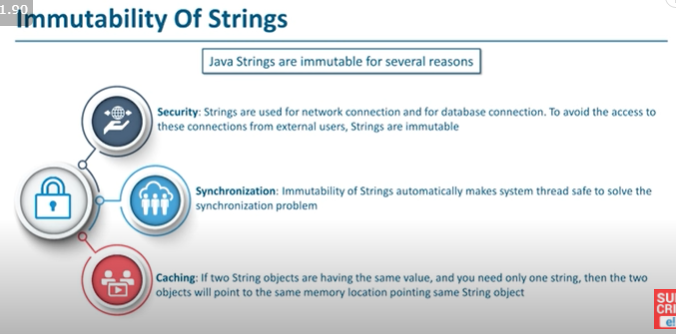 1.90
Immutability Of Strings
Java Strings are immutable for several reasons
Security: Strings are used for network connection and for database connection. To avoid the access to
these connections from external users, Strings are immutable
Synchronization: Immutability of Strings automatically makes system thread safe to solve the
synchronization problem
Caching: If two String objects are having the same value, and you need only one string, then the two
objects will point to the same memory location pointing same String object
SU
CRI
e